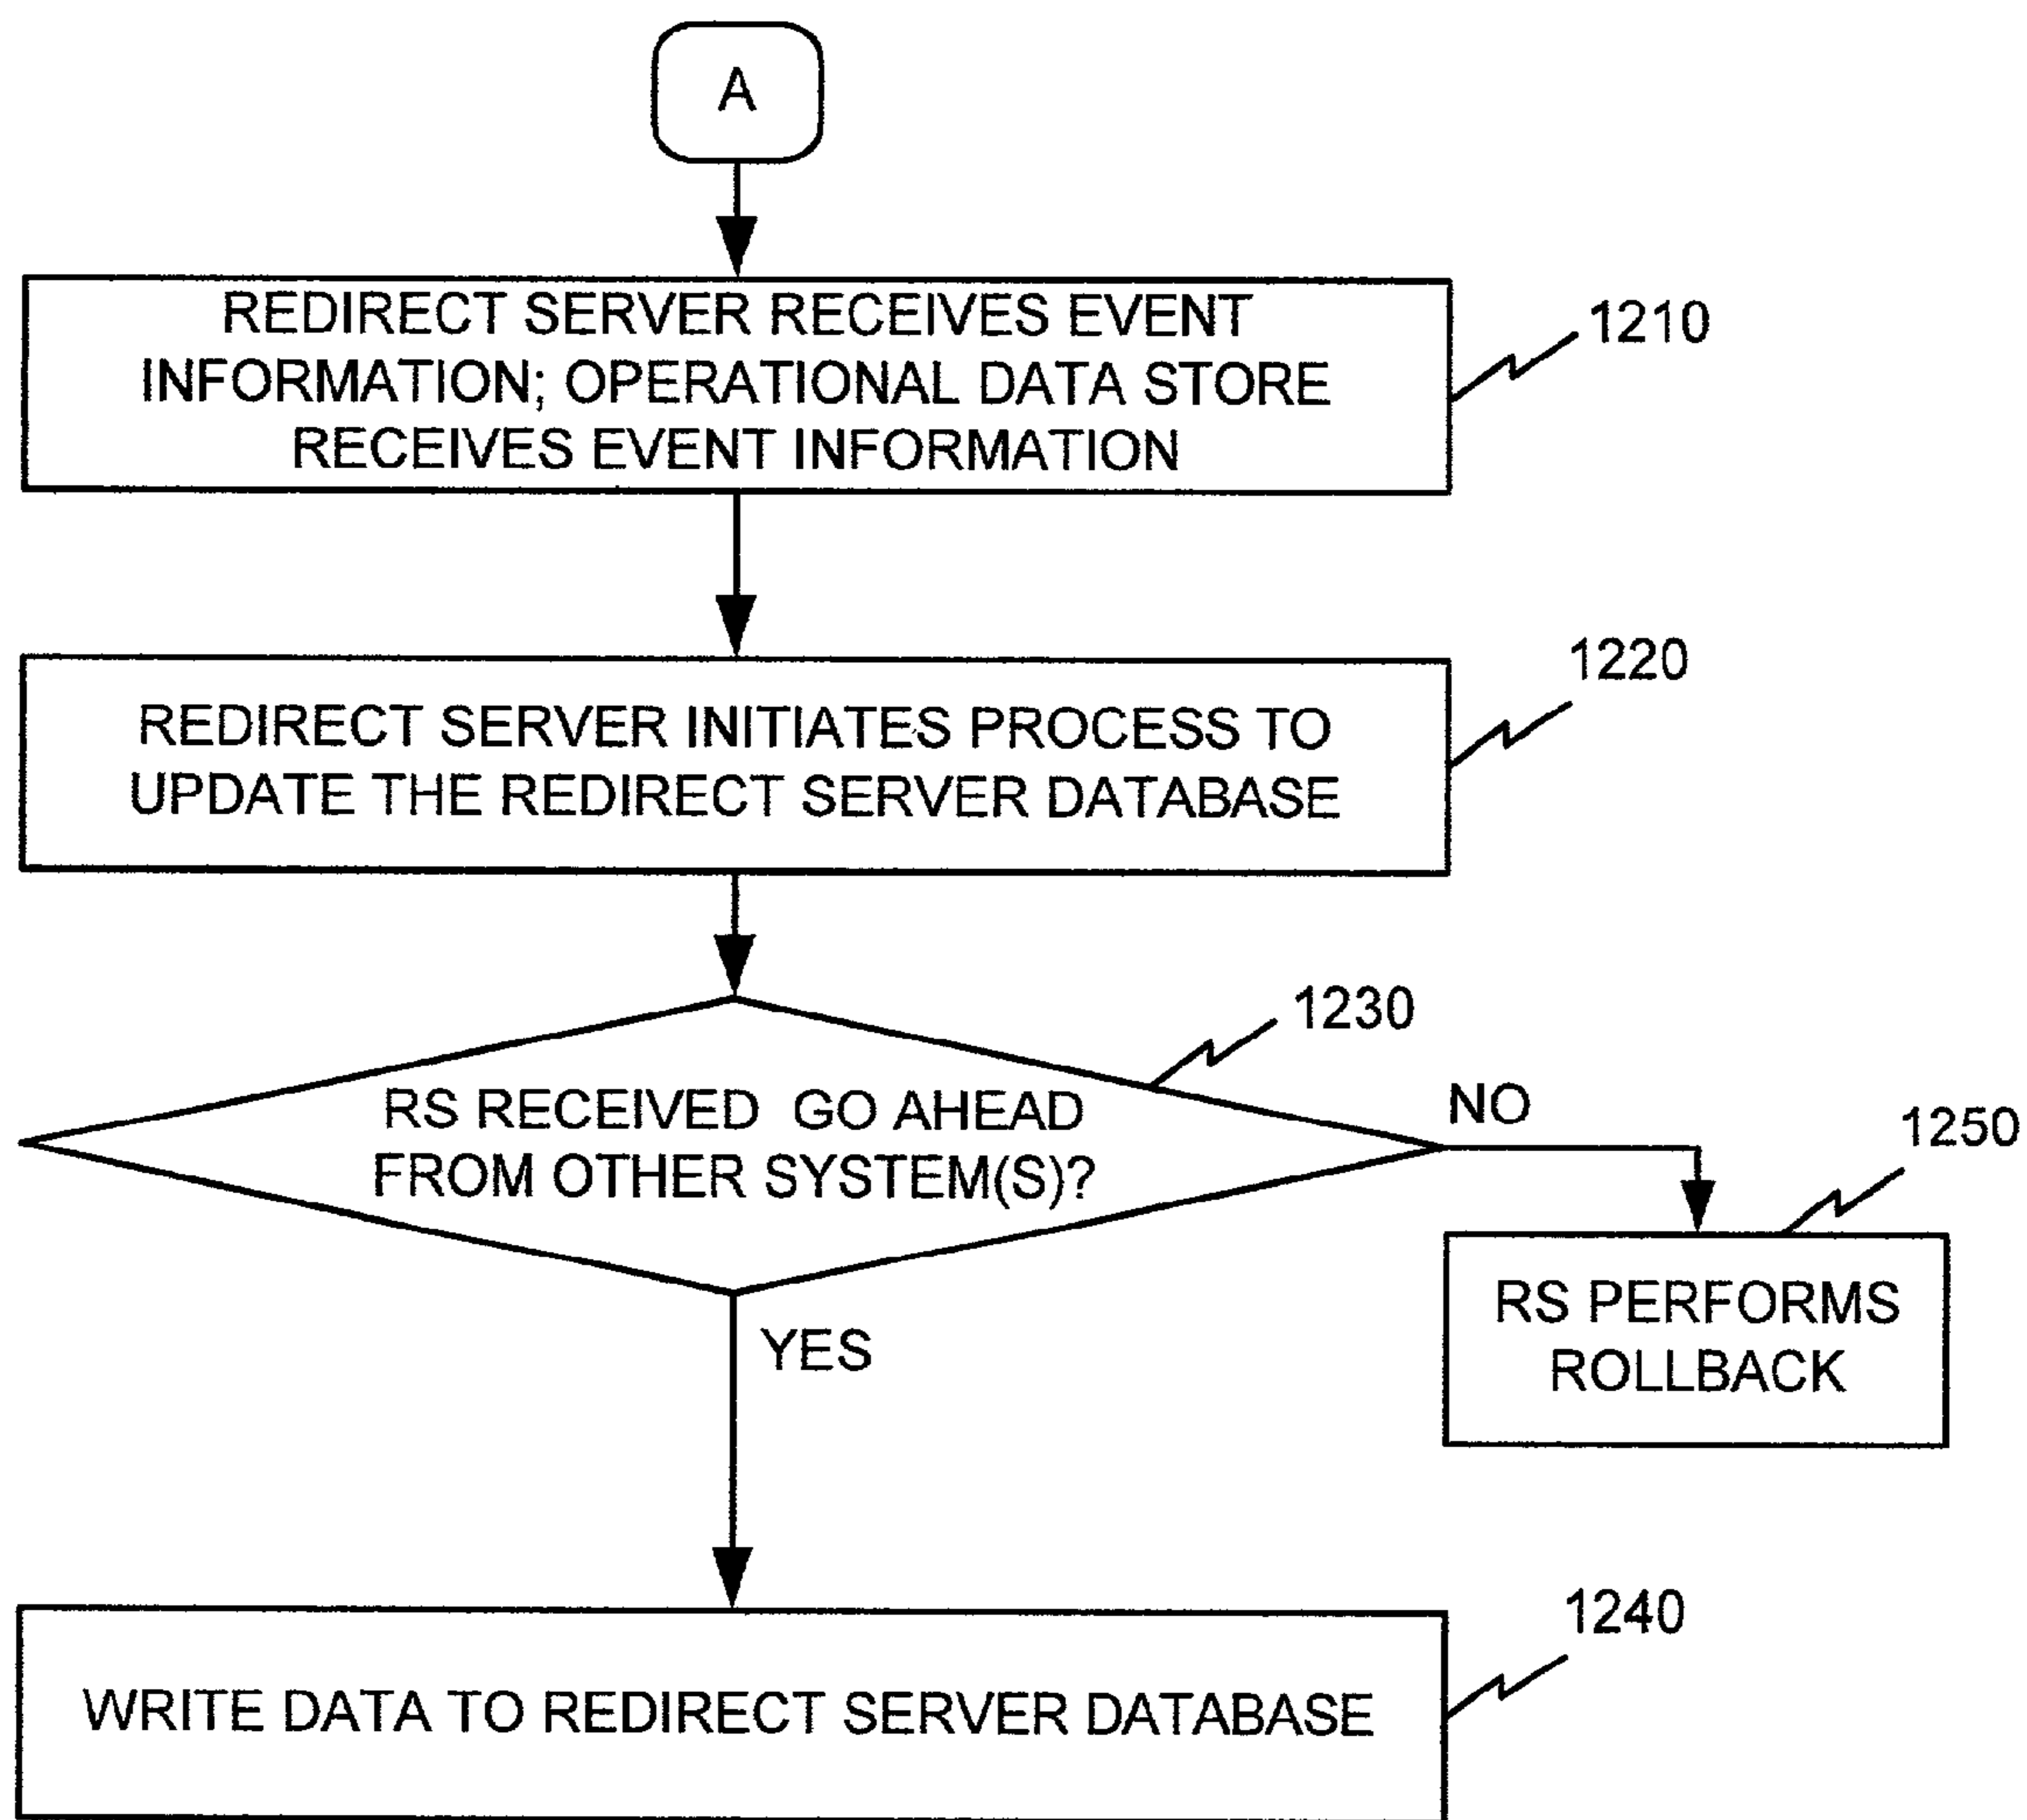 A
REDIRECT SERVER RECEIVES EVENT
INFORMATION; OPERATIONAL DATA STORE
RECEIVES EVENT INFORMATION
1210
REDIRECT SERVER INITIATES PROCESS TO
UPDATE THE REDIRECT SERVER DATABASE
1220
RS RECEIVED GO AHEAD
FROM OTHER SYSTEM(S)?
1230
NO
1250
RS PERFORMS
ROLLBACK
YES
WRITE DATA TO REDIRECT SERVER DATABASE
1240